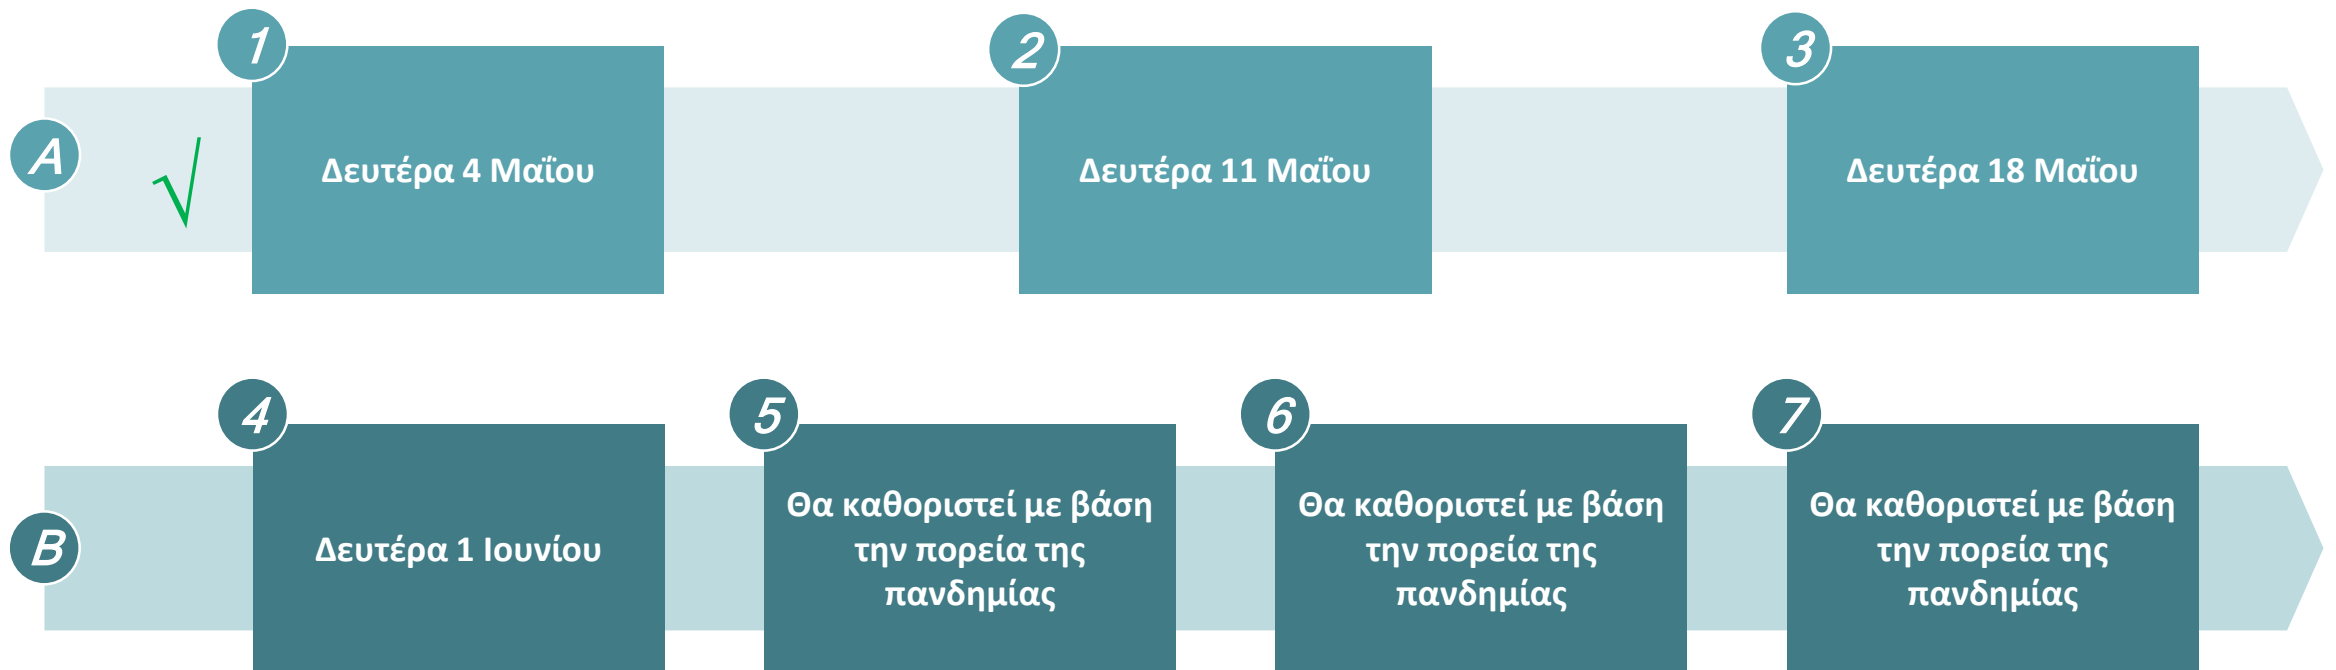 1
2
3
A
√
Δευτέρα 4 Μαΐου
Δευτέρα 11 Μαΐου
Δευτέρα 18 Μαΐου
4
5
6
7
B
Δευτέρα 1 Ιουνίου
Θα καθοριστεί με βάση
την πορεία της
πανδημίας
Θα καθοριστεί με βάση
την πορεία της
πανδημίας
Θα καθοριστεί με βάση
την πορεία της
πανδημίας